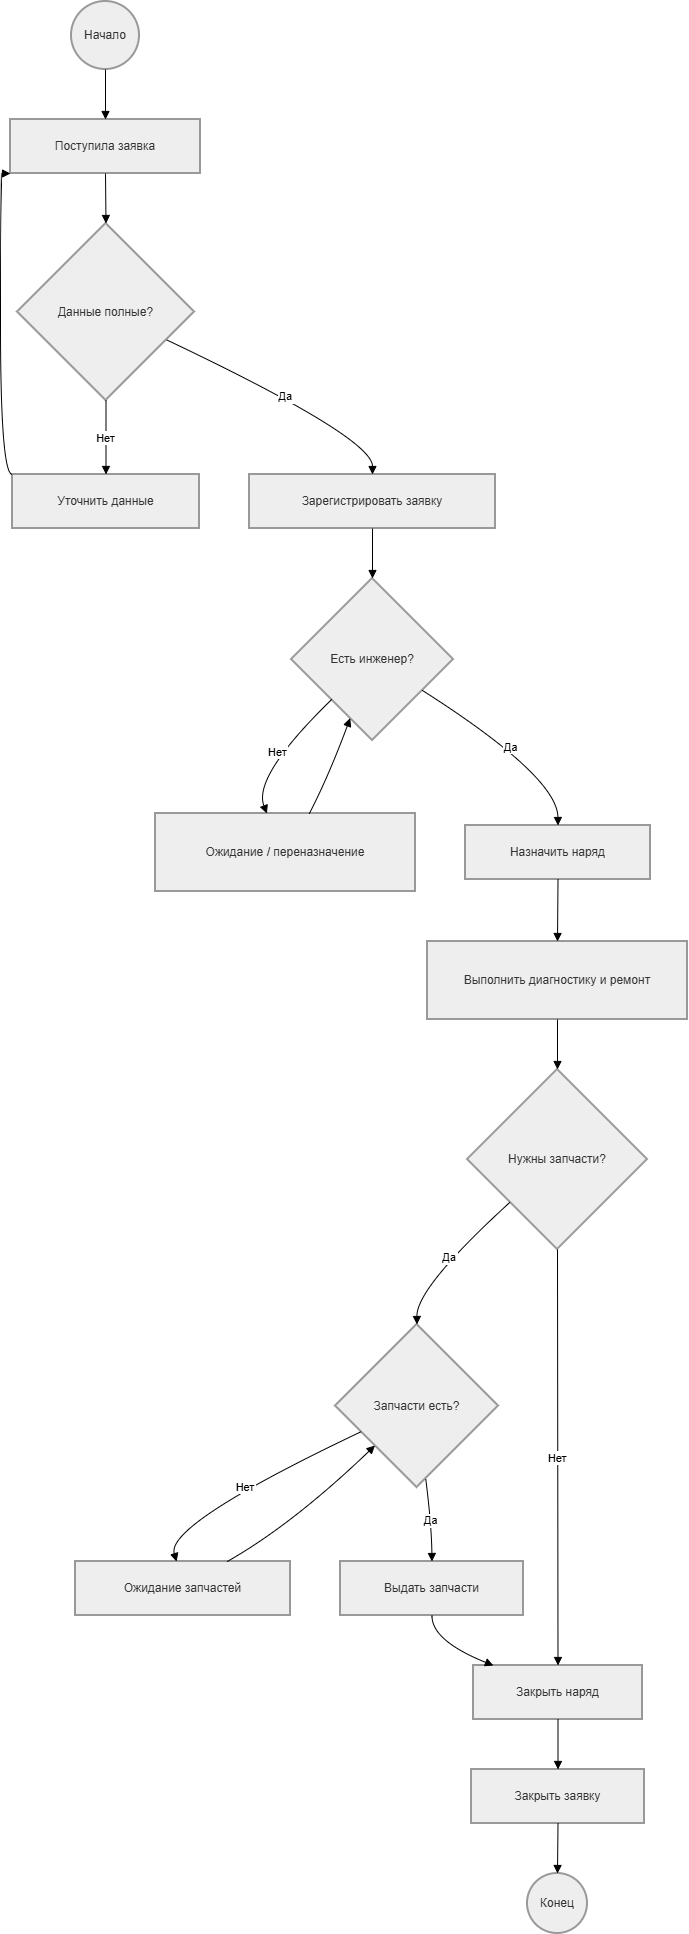 Начало
Поступила заявка
Данные полные?
Да
Нет
Уточнить данные
Зарегистрировать заявку
Есть инженер?
Нет
Да
Ожидание / переназначение
Назначить наряд
Выполнить диагностику и ремонт
Нужны запчасти?
Да
Запчасти есть?
Нет
Нет
Да
Ожидание запчастей
Выдать запчасти
Закрыть наряд
Закрыть заявку
Конец